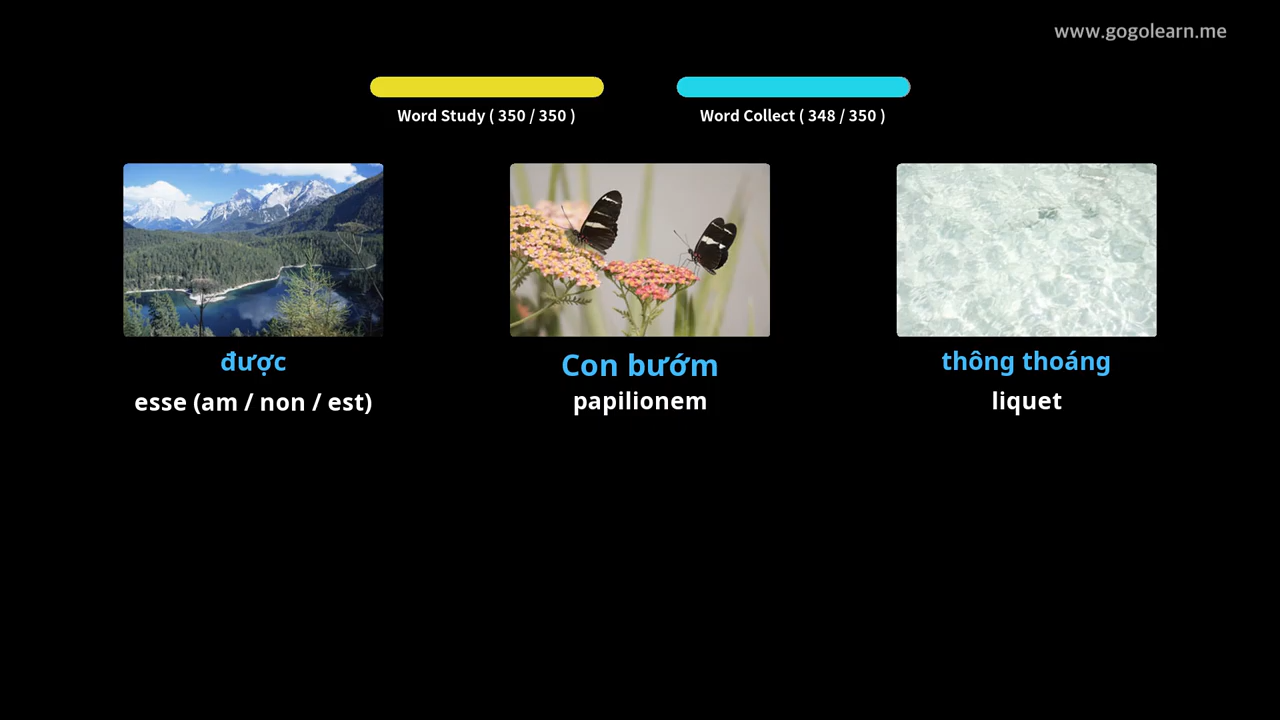 www.gogolearn.me
Word Study ( 350 / 350 )
Word Collect ( 348 / 350 )
được
esse (am / non / est)
Con bướm
papilionem
thông thoáng
liquet